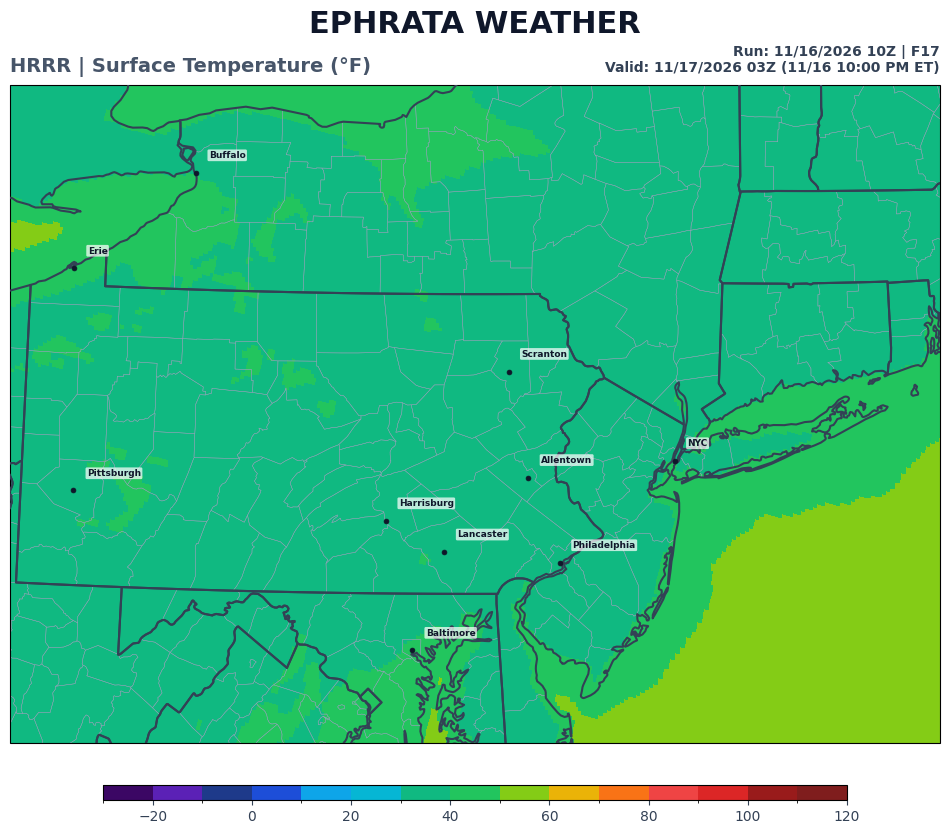 EPHRATA WEATHER
HRRR | Surface Temperature (°F)
Run: 11/16/2026 10Z | F17
Valid: 11/17/2026 03Z (11/16 10:00 PM ET)
Buffalo
Erie
Scranton
NYC
Allentown
Pittsburgh
Harrisburg
Lancaster
Philadelphia
Baltimore
−20 0 20 40 60 80 100 120